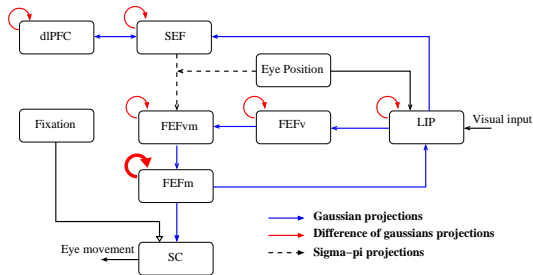 dlPFC
SEF
Eye Position
Fixation
FEFvm
FEFv
LIP
Visual input
FEFm
Gaussian projections
Difference of gaussians projections
Sigma−pi projections
Eye movement
SC